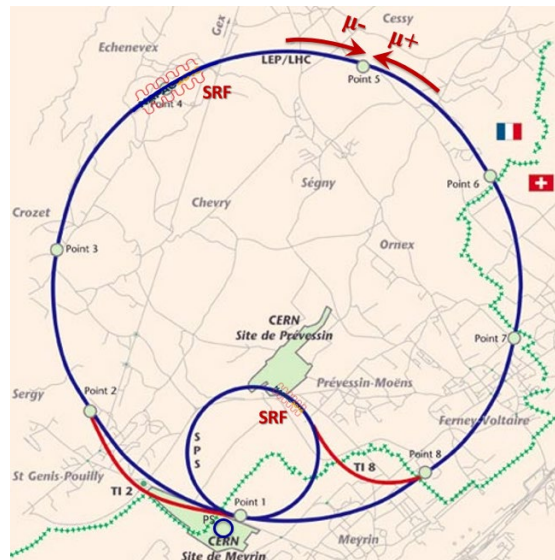 Cessy
Gex
μ-
μ+
Echenevex
LEP/LHC
Point 5
SRF
Point 4
Point 6
Ségny
Chevry
Crozet
Point 3
Ornex
CERN
Site de Prévessin
Point 7
Sergy
Point 2
Prévessin-Moëns
SRF
Ferney-Voltaire
SPS
St Genis-Pouilly
TI 2
TI 8
Point 8
Point 1
PS
CERN
Site de Meyrin
Meyrin